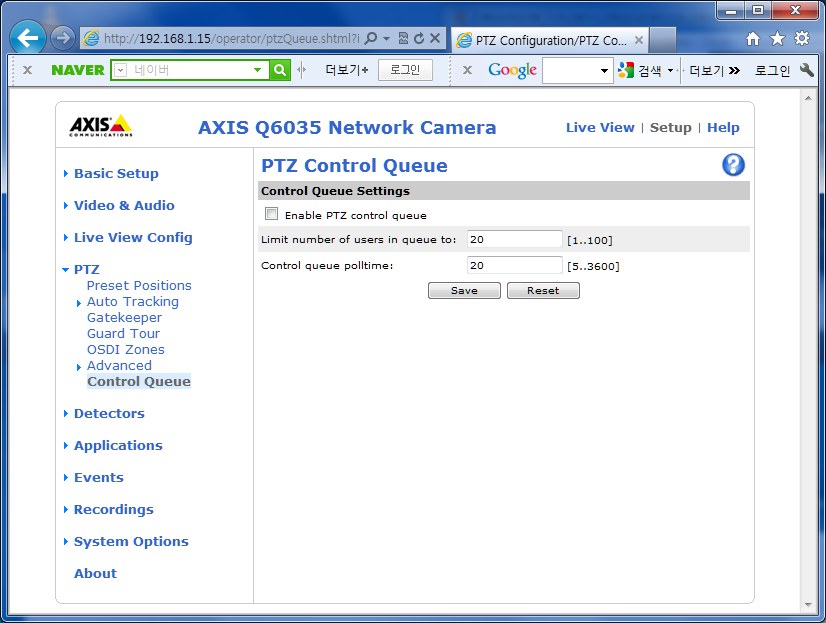 http://192.168.1.15/operator/ptzQueue.shtml?i
PTZ Configuration/PTZ Co...
x NAVER 네이버 더보기+ 로그인 x Google 검색 더보기 » 로그인
AXIS
COMMUNICATIONS
AXIS Q6035 Network Camera
Live View | Setup | Help
Basic Setup
Video & Audio
Live View Config
PTZ
Preset Positions
Auto Tracking
Gatekeeper
Guard Tour
OSDI Zones
Advanced
Control Queue
Detectors
Applications
Events
Recordings
System Options
About
PTZ Control Queue ?
Control Queue Settings
Enable PTZ control queue
Limit number of users in queue to: 20 [1..100]
Control queue polltime: 20 [5..3600]
Save Reset